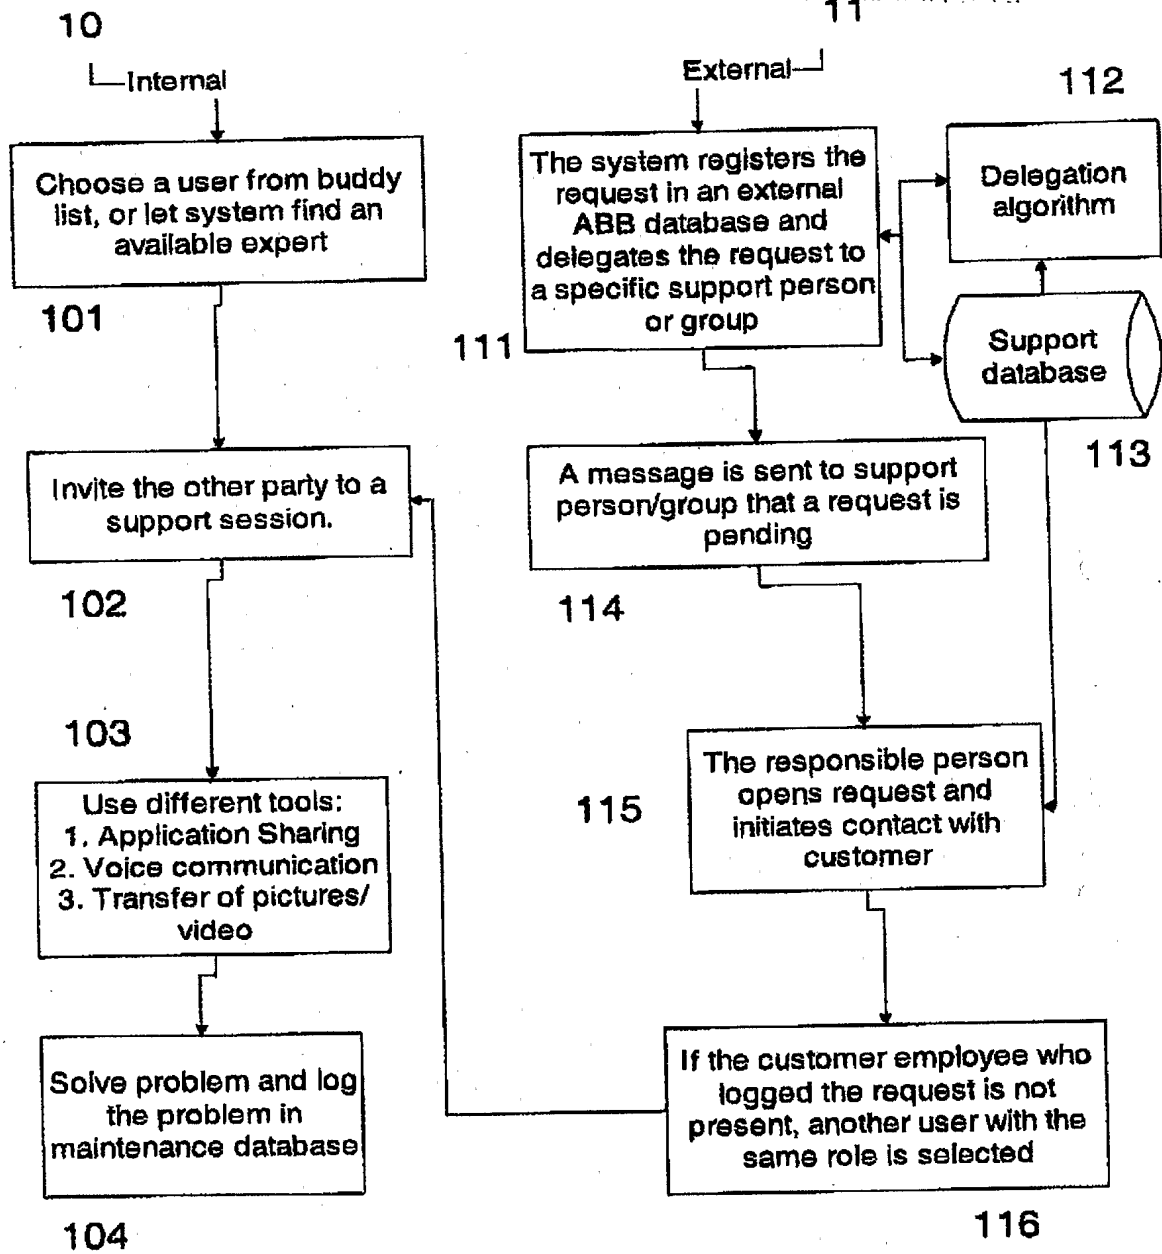 10
Internal
Choose a user from buddy
list, or let system find an
available expert
101
Invite the other party to a
support session.
102
103
Use different tools:
1. Application Sharing
2. Voice communication
3. Transfer of pictures/
video
Solve problem and log
the problem in
maintenance database
104
11
External
The system registers the
request in an external
ABB database and
delegates the request to
a specific support person
or group
111
112
Delegation
algorithm
Support
database
113
A message is sent to support
person/group that a request is
pending
114
The responsible person
opens request and
initiates contact with
customer
115
If the customer employee who
logged the request is not
present, another user with the
same role is selected
116